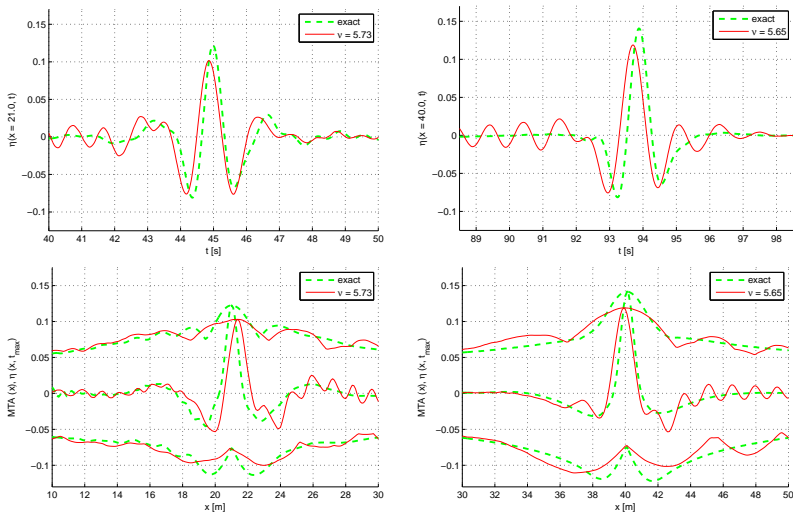 0.15
0.1
0.05
0
−0.05
−0.1
η(x = 21.0, t)
40 41 42 43 44 45 46 47 48 49 50
t [s]
exact
ν = 5.73
0.15
0.1
0.05
0
−0.05
−0.1
η(x = 40.0, t)
89 90 91 92 93 94 95 96 97 98
t [s]
exact
ν = 5.65
0.15
0.1
0.05
0
−0.05
−0.1
MTA (x), η (x, t_max)
10 12 14 16 18 20 22 24 26 28 30
x [m]
exact
ν = 5.73
0.15
0.1
0.05
0
−0.05
−0.1
MTA (x), η (x, t_max)
30 32 34 36 38 40 42 44 46 48 50
x [m]
exact
ν = 5.65